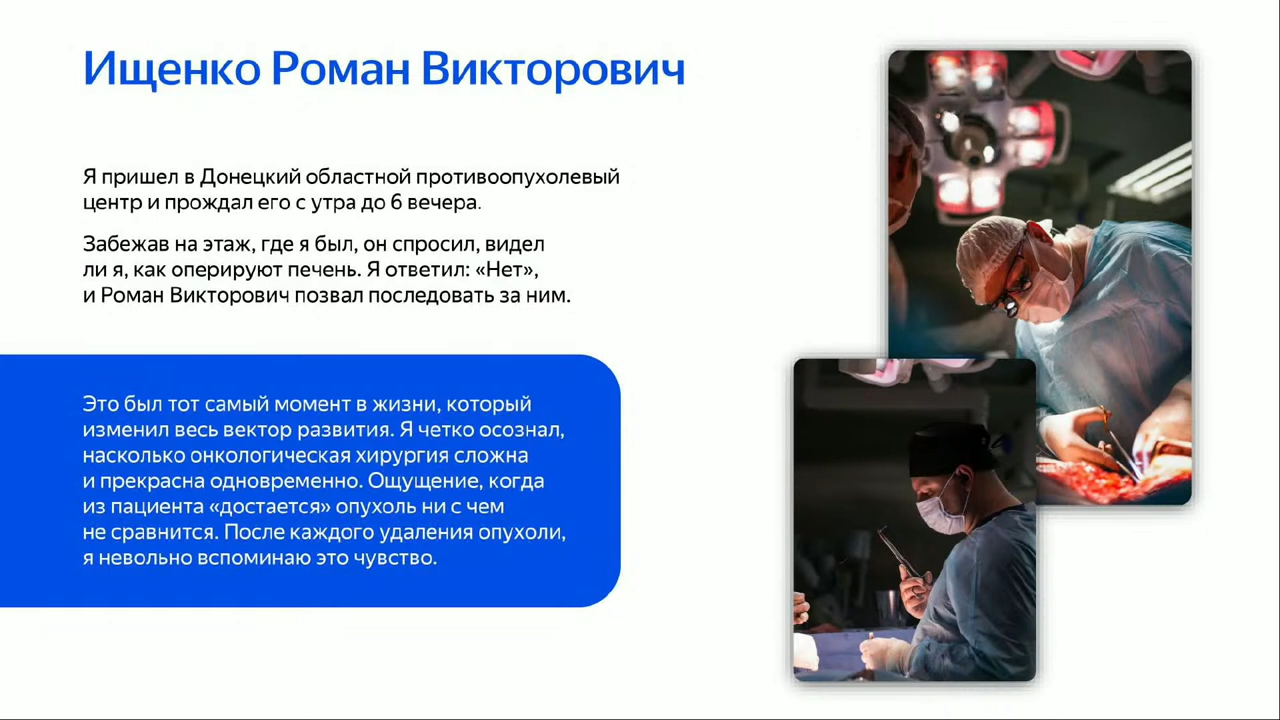 Ищенко Роман Викторович
Я пришел в Донецкий областной противоопухолевый
центр и прождал его с утра до 6 вечера.
Забежав на этаж, где я был, он спросил, видел
ли я, как оперируют печень. Я ответил: «Нет»,
и Роман Викторович позвал последовать за ним.
Это был тот самый момент в жизни, который
изменил весь вектор развития. Я четко осознал,
насколько онкологическая хирургия сложна
и прекрасна одновременно. Ощущение, когда
из пациента «достается» опухоль ни с чем
не сравнится. После каждого удаления опухоли,
я невольно вспоминаю это чувство.